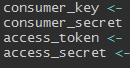 consumer_key <-
consumer_secret
access_token <-
access_secret <-